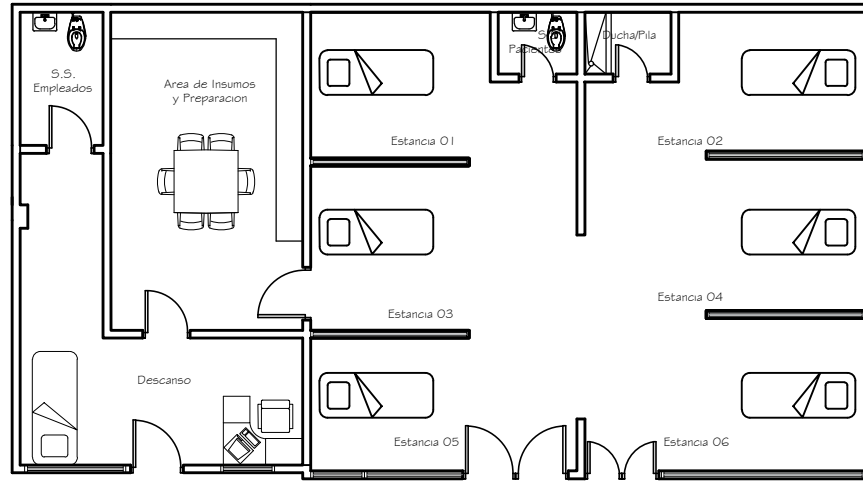 S.S.
Empleados
Area de Insumos
y Preparacion
S.S.
Pacientes
Ducha/Pila
Estancia 01
Estancia 02
Estancia 03
Estancia 04
Descanso
Estancia 05
Estancia 06